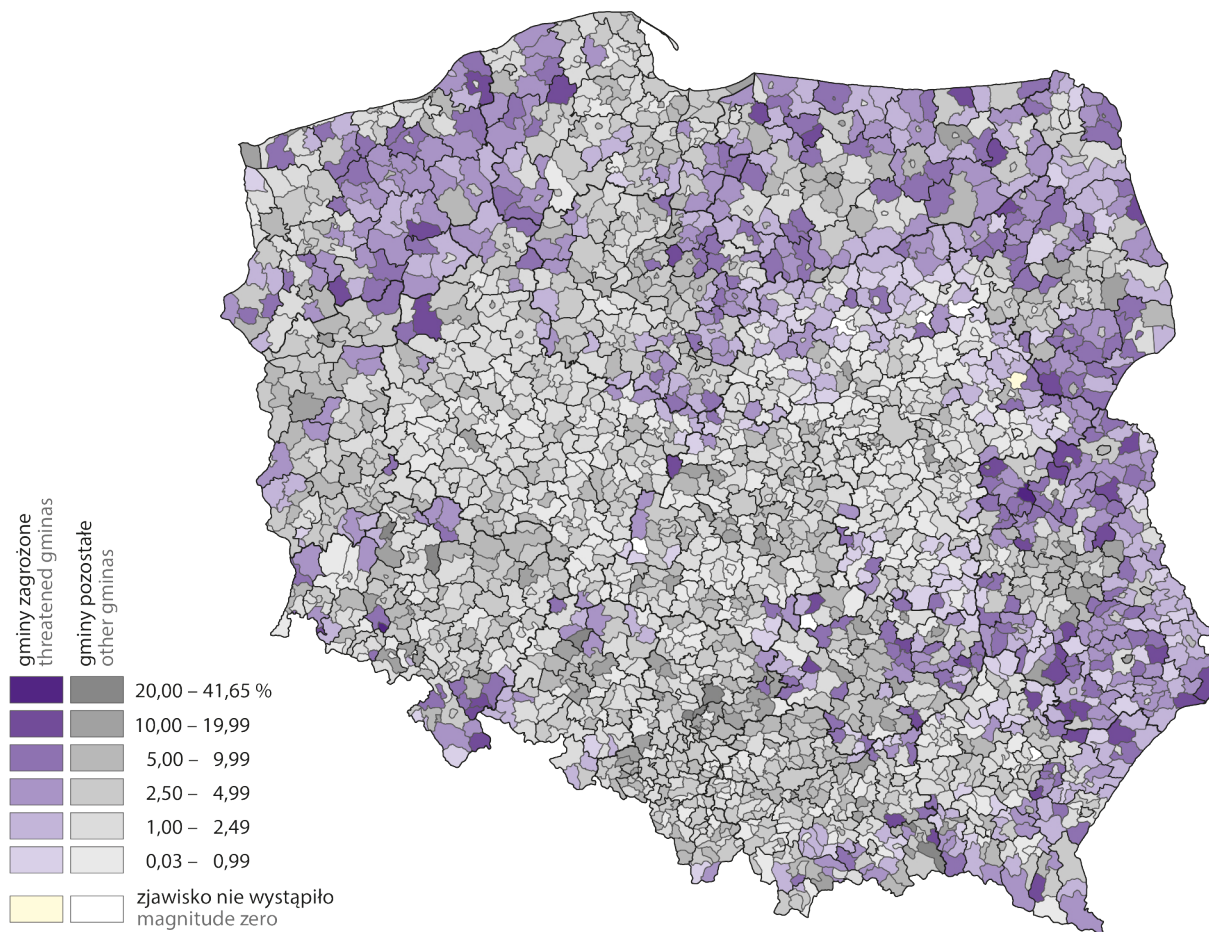 gminy zagrożone
threatened gminas
gminy pozostałe
other gminas
20,00 – 41,65 %
10,00 – 19,99
5,00 – 9,99
2,50 – 4,99
1,00 – 2,49
0,03 – 0,99
zjawisko nie wystąpiło
magnitude zero